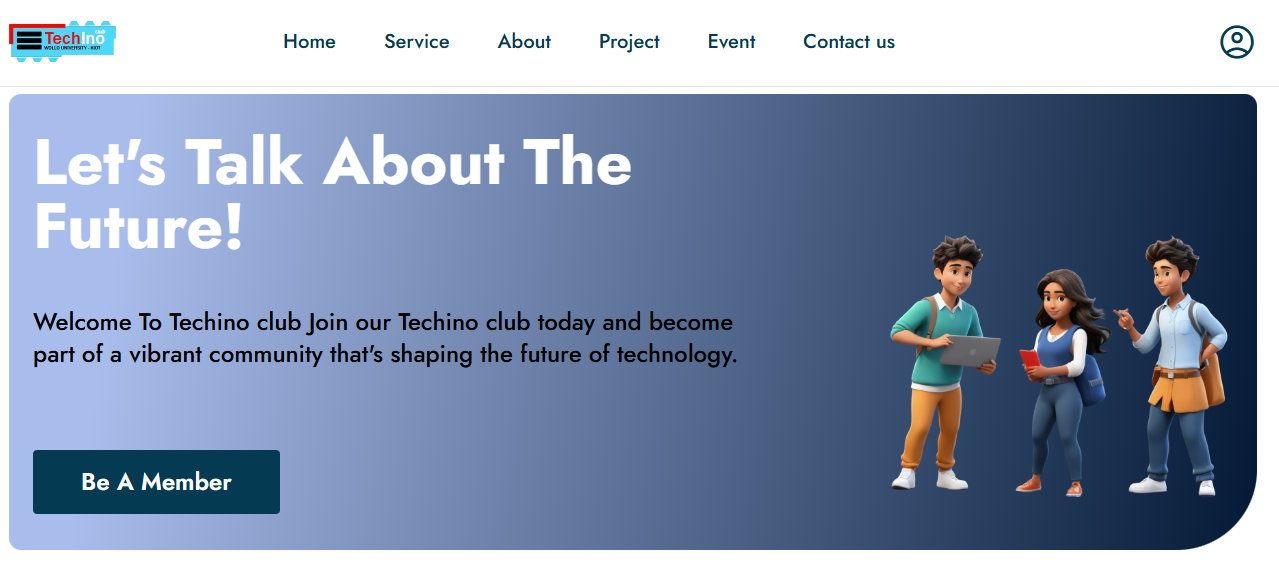 TechIno club
WOLLO UNIVERSITY - KIOT
Home Service About Project Event Contact us
Let's Talk About The
Future!
Welcome To Techino club Join our Techino club today and become
part of a vibrant community that's shaping the future of technology.
Be A Member